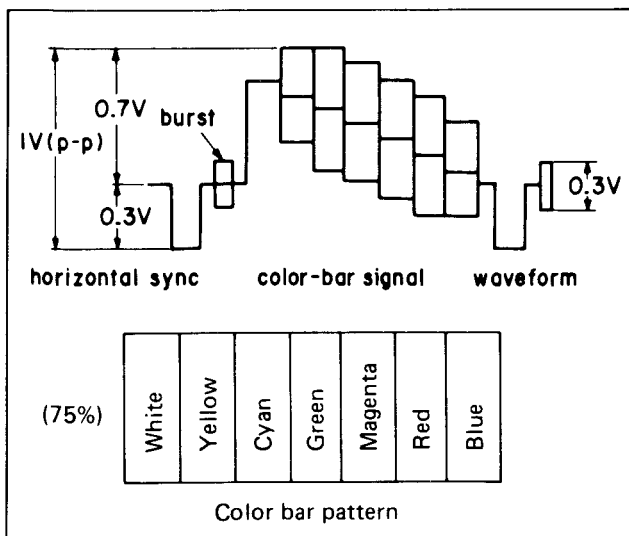 0.7V
burst
1V(p-p)
0.3V
0.3V
horizontal sync
color-bar signal
waveform
(75%)
White
Yellow
Cyan
Green
Magenta
Red
Blue
Color bar pattern